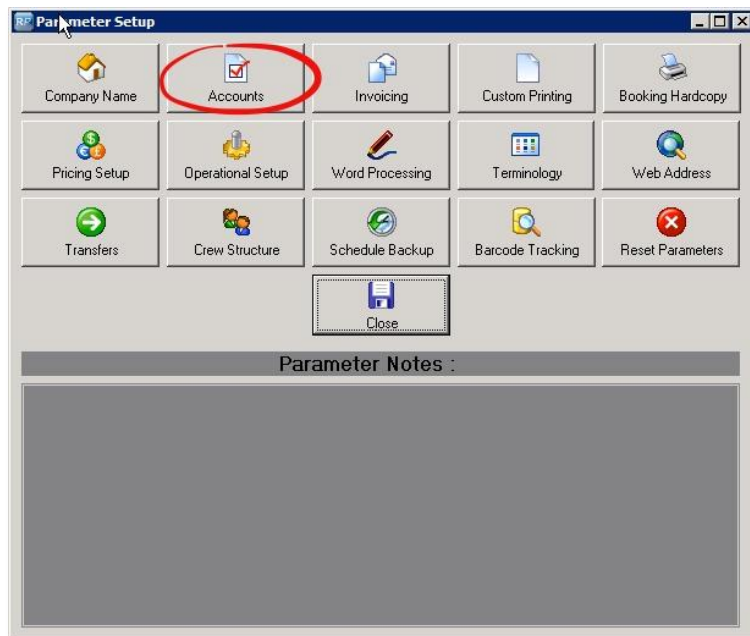 RP Parameter Setup
Company Name
Accounts
Invoicing
Custom Printing
Booking Hardcopy
Pricing Setup
Operational Setup
Word Processing
Terminology
Web Address
Transfers
Crew Structure
Schedule Backup
Barcode Tracking
Reset Parameters
Close
Parameter Notes :